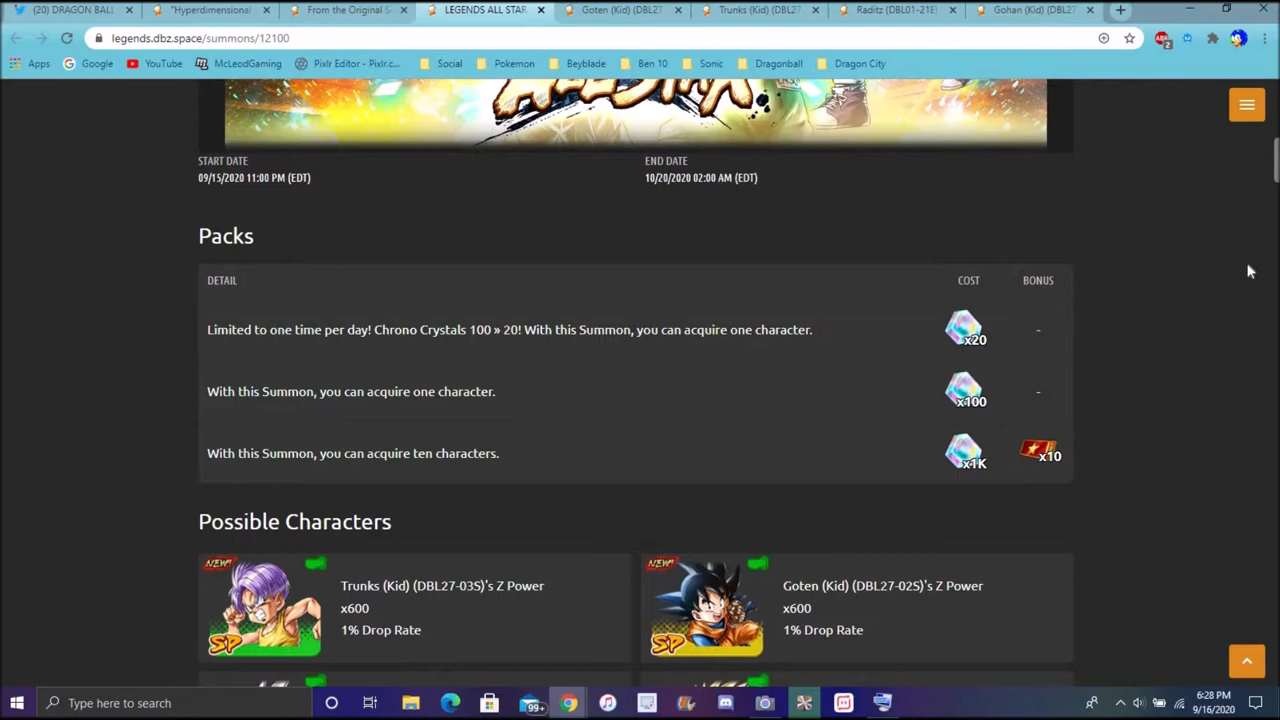 (20) DRAGON BALL
"Hyperdimensional
From the Original S
LEGENDS ALL STAR
Goten (Kid) (DBL27
Trunks (Kid) (DBL27
Raditz (DBL01-21E)
Gohan (Kid) (DBL27
legends.dbz.space/summons/12100
ABP
2
Apps
Google
YouTube
McLeodGaming
Pixlr Editor - Pixlr.c...
Social
Pokemon
Beyblade
Ben 10
Sonic
Dragonball
Dragon City
START DATE
END DATE
09/15/2020 11:00 PM (EDT)
10/20/2020 02:00 AM (EDT)
Packs
DETAIL
COST
BONUS
Limited to one time per day! Chrono Crystals 100 » 20! With this Summon, you can acquire one character.
x20
-
With this Summon, you can acquire one character.
x100
-
With this Summon, you can acquire ten characters.
x1K
x10
Possible Characters
NEW!
Trunks (Kid) (DBL27-03S)'s Z Power
x600
1% Drop Rate
SP
NEW!
Goten (Kid) (DBL27-02S)'s Z Power
x600
1% Drop Rate
SP
Type here to search
99+
6:28 PM
9/16/2020